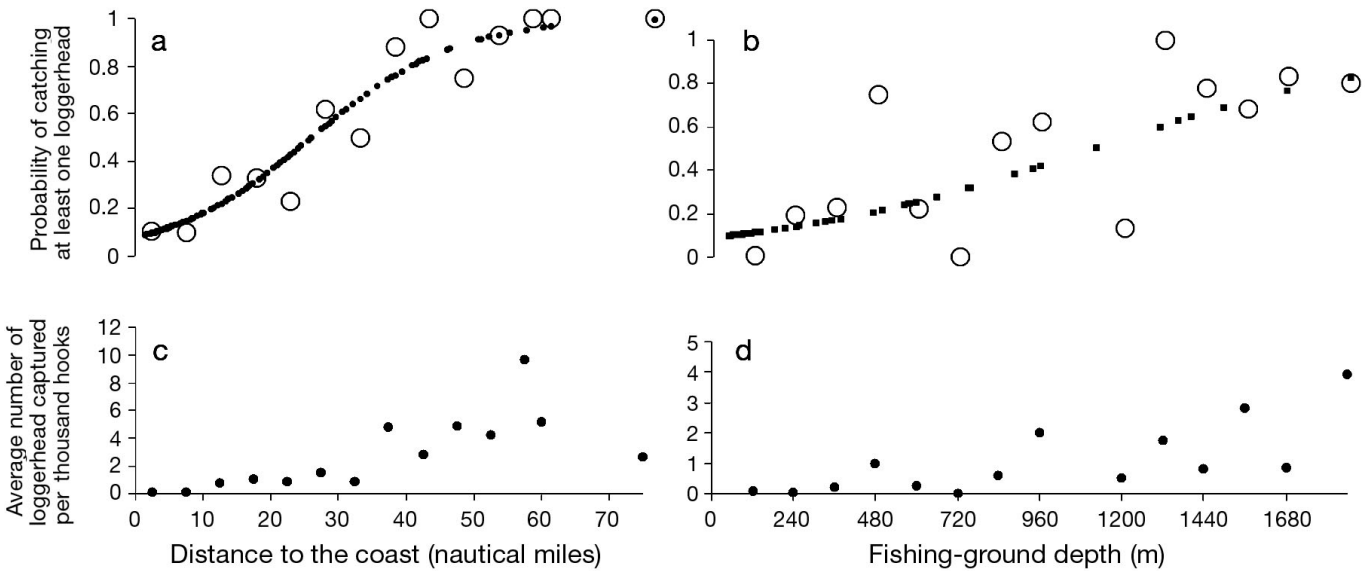 Probability of catching
at least one loggerhead
a
1
0.8
0.6
0.4
0.2
0
b
1
0.8
0.6
0.4
0.2
0
Average number of
loggerhead captured
per thousand hooks
c
12
10
8
6
4
2
0
0 10 20 30 40 50 60 70
Distance to the coast (nautical miles)
d
5
4
3
2
1
0
0 240 480 720 960 1200 1440 1680
Fishing-ground depth (m)